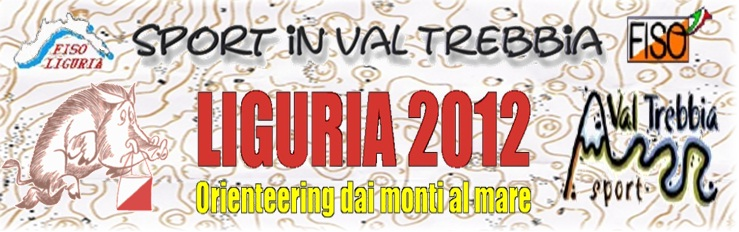 FISO
LIGURIA
SPORT iN VAL TREBBiA
FISO
LIGURIA 2012
Orienteering dai monti al mare
Val Trebbia
sport